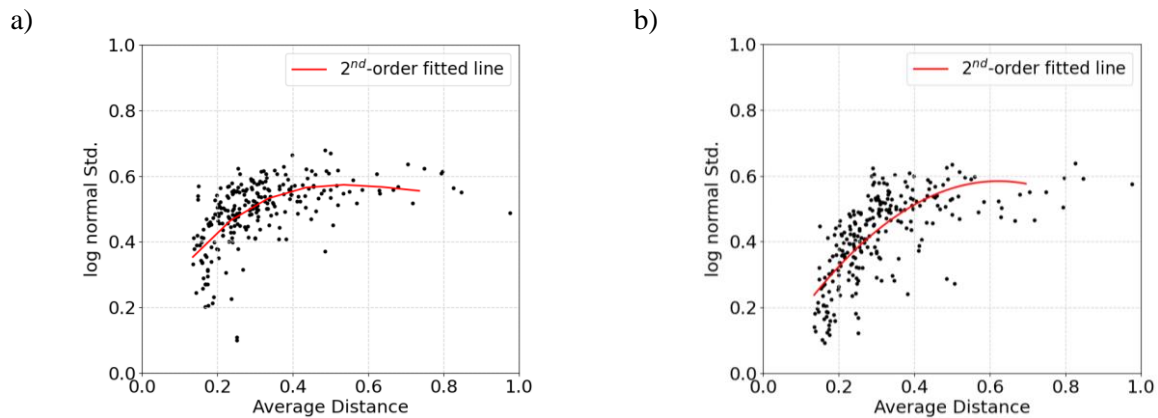 a)
b)
1.0
2nd-order fitted line
0.8
0.6
0.4
0.2
0.0
log normal Std.
0.0 0.2 0.4 0.6 0.8 1.0
Average Distance
1.0
2nd-order fitted line
0.8
0.6
0.4
0.2
0.0
log normal Std.
0.0 0.2 0.4 0.6 0.8 1.0
Average Distance